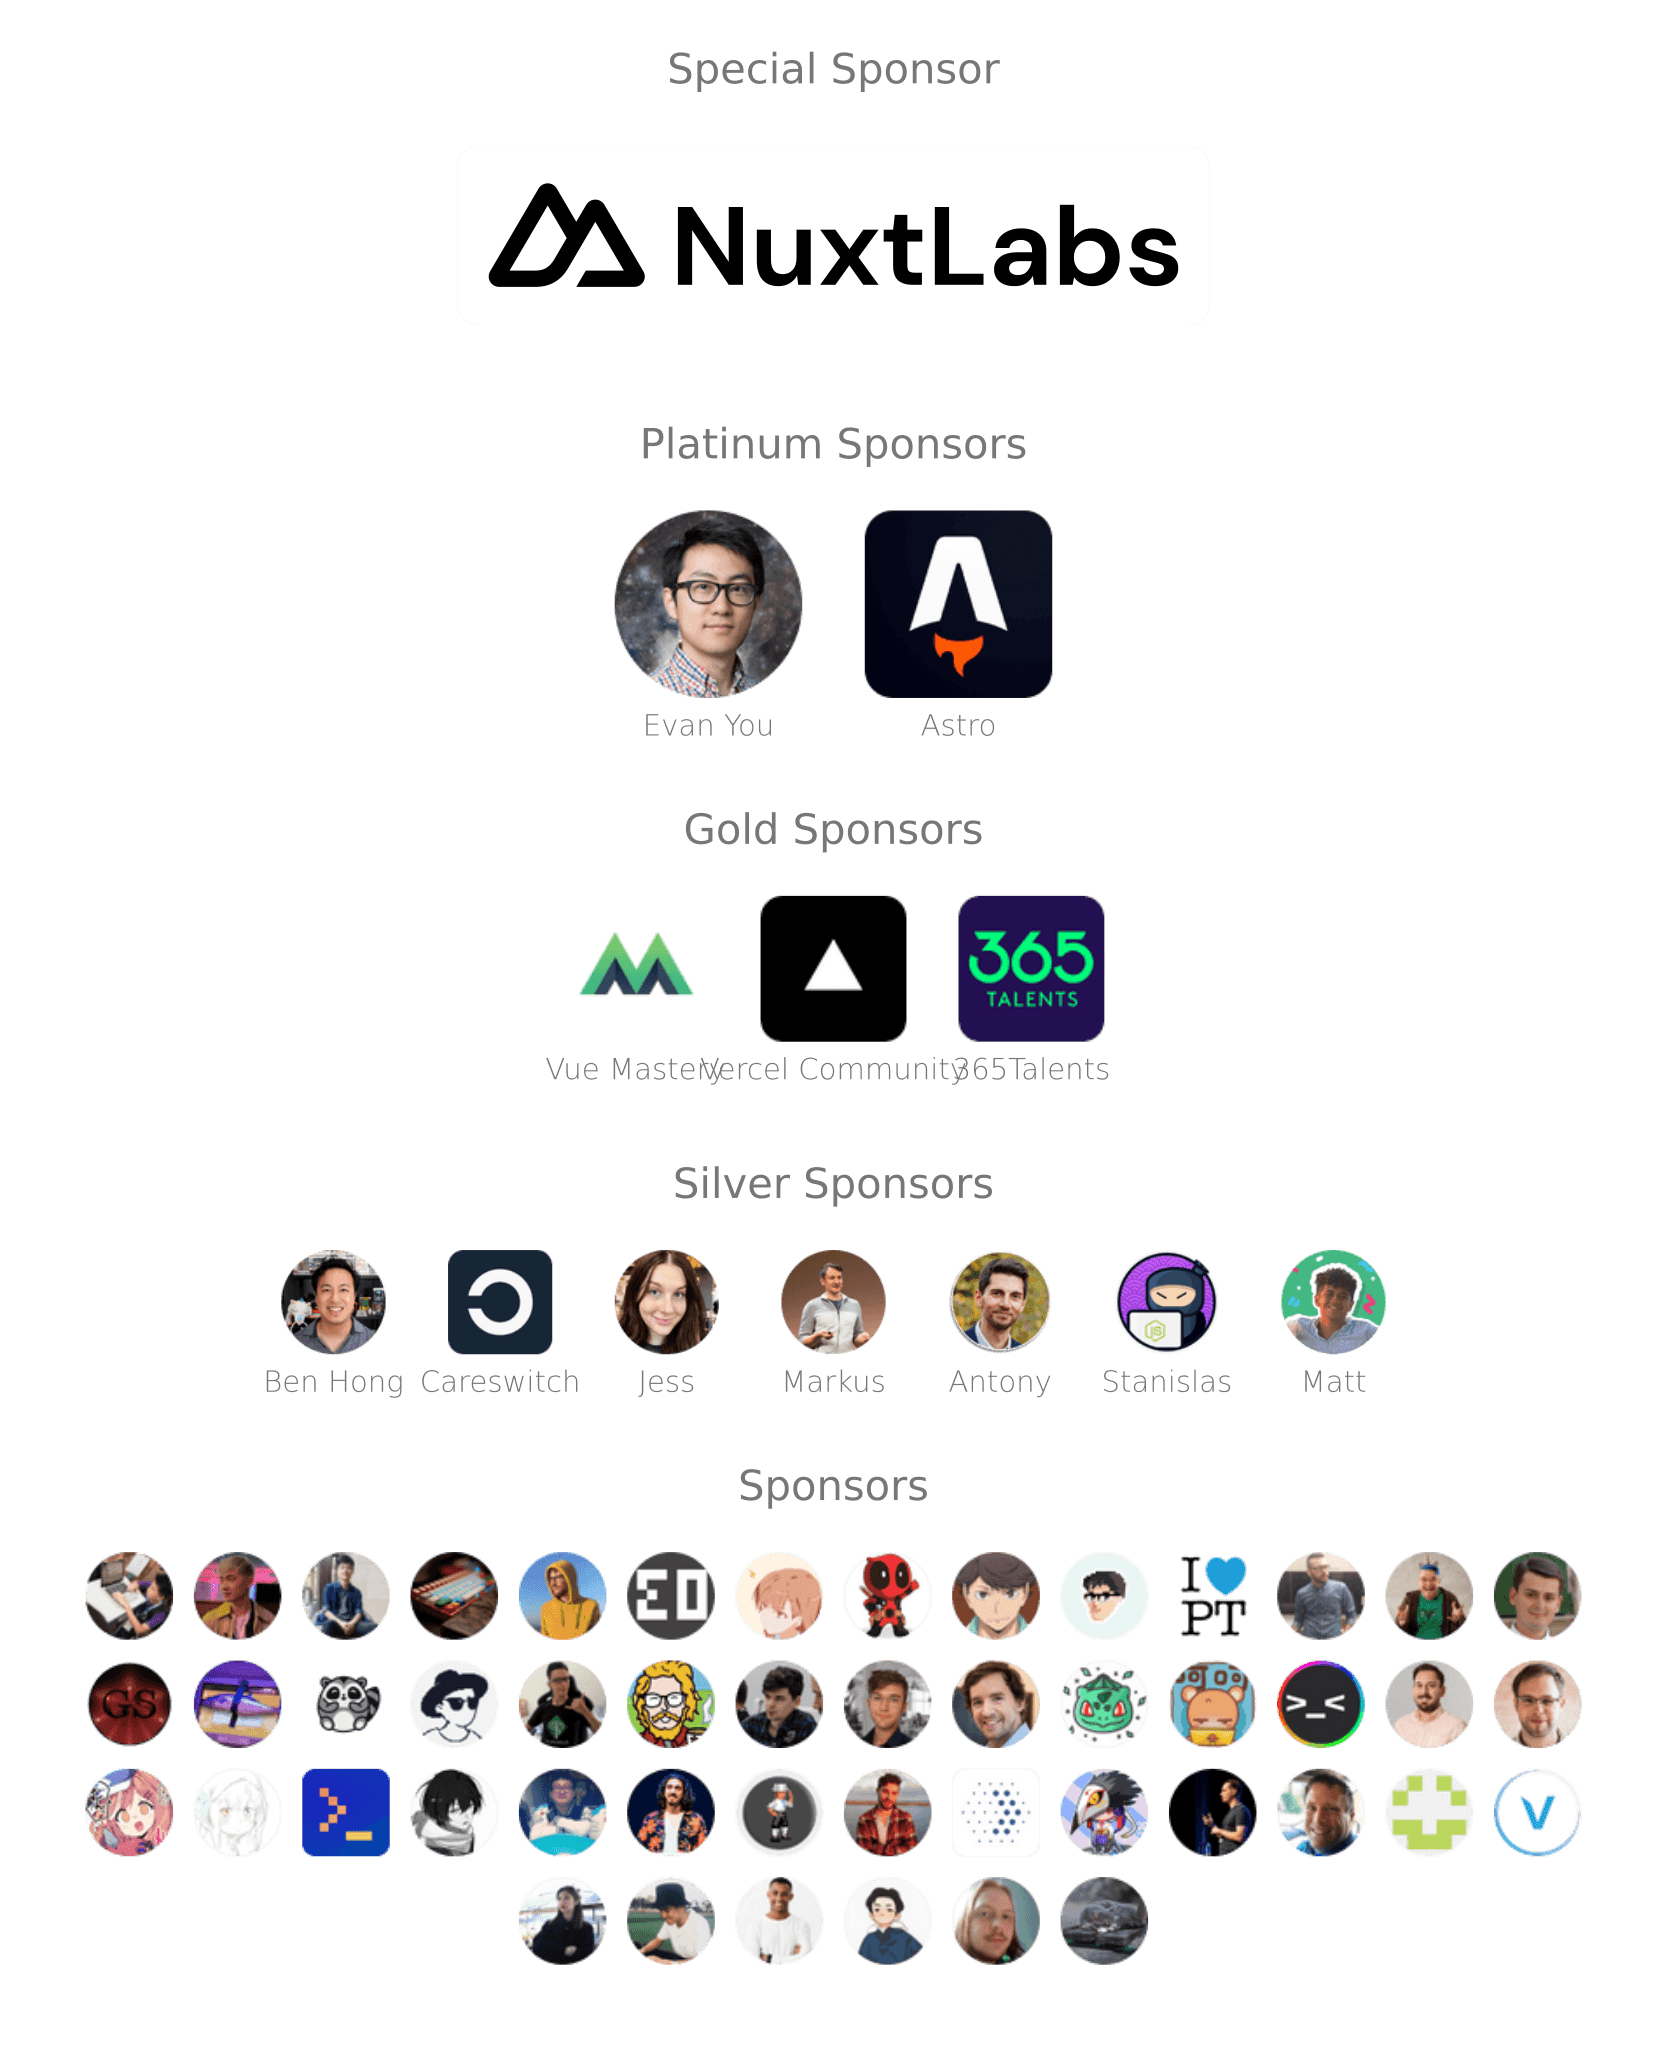 Special Sponsor
NuxtLabs
Platinum Sponsors
Evan You Astro
Gold Sponsors
365
TALENTS
Vue Mastery Vercel Community 365Talents
Silver Sponsors
JS
Ben Hong Careswitch Jess Markus Antony Stanislas Matt
Sponsors
I
PT
GS
>_<
V